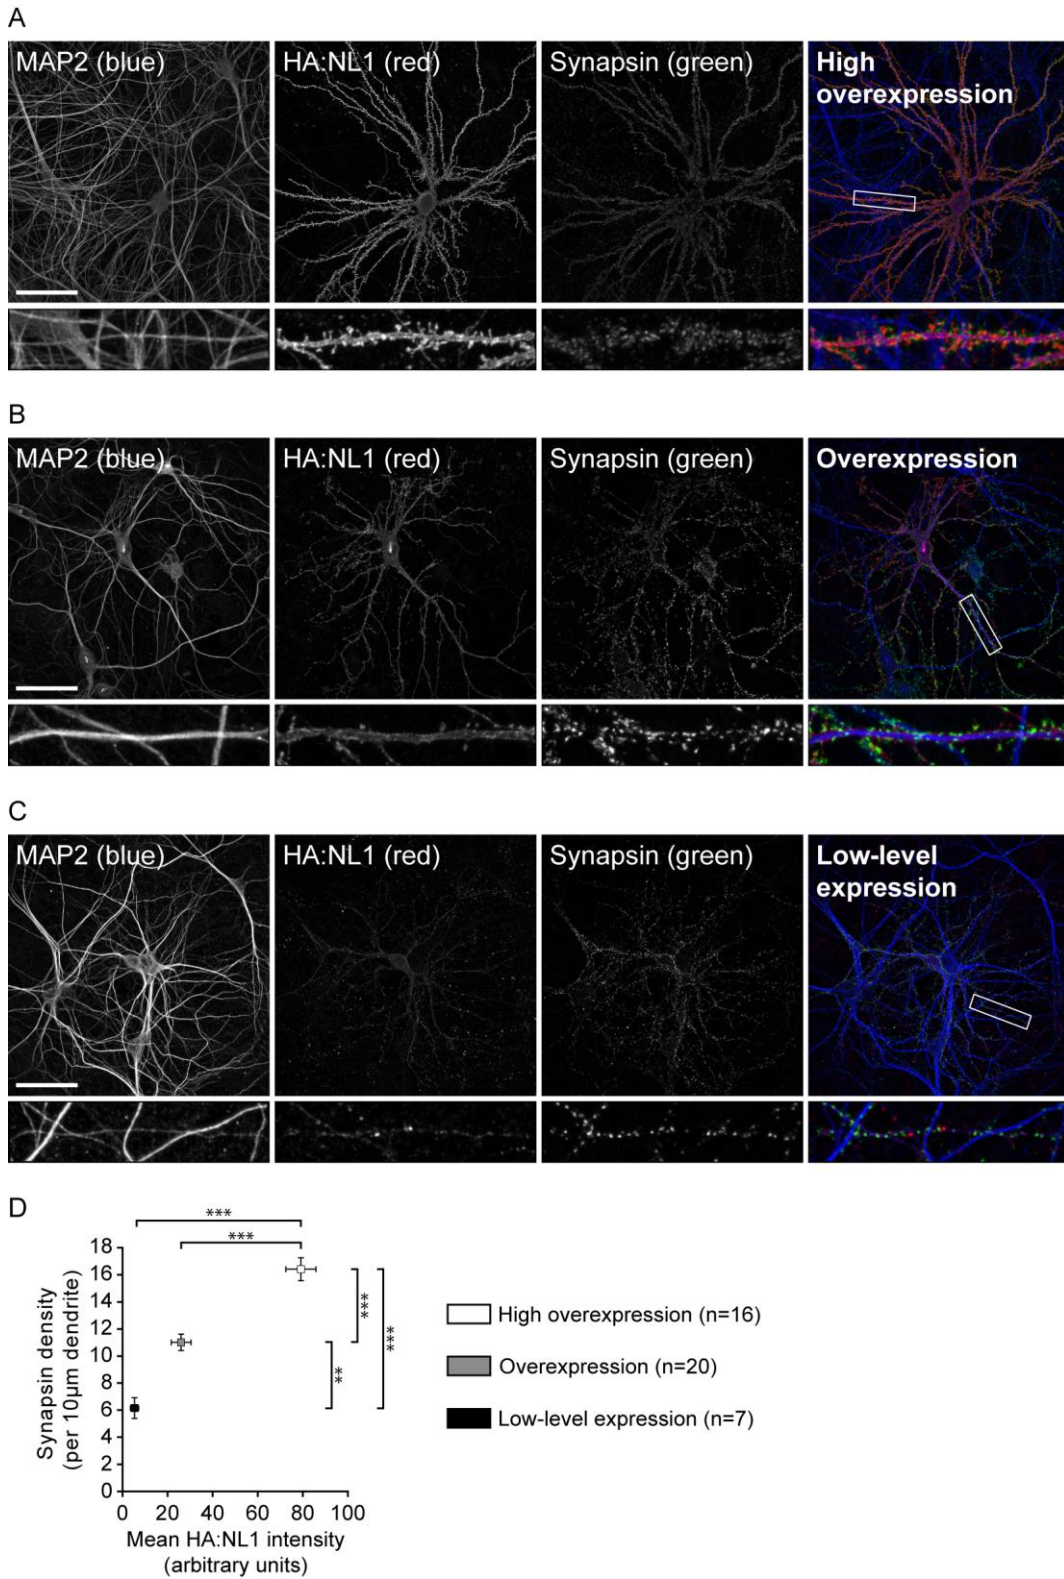 A
MAP2 (blue)
HA:NL1 (red)
Synapsin (green)
High
overexpression
B
MAP2 (blue)
HA:NL1 (red)
Synapsin (green)
Overexpression
C
MAP2 (blue)
HA:NL1 (red)
Synapsin (green)
Low-level
expression
D
***
***
18
16
14
12
10
8
6
4
2
0
Synapsin density
(per 10µm dendrite)
***
***
**
0 20 40 60 80 100
Mean HA:NL1 intensity
(arbitrary units)
High overexpression (n=16)
Overexpression (n=20)
Low-level expression (n=7)